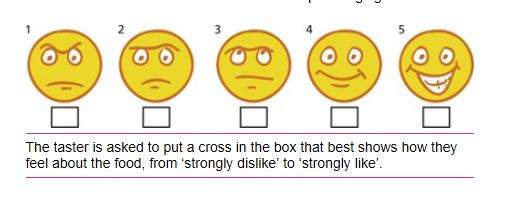 1 2 3 4 5
The taster is asked to put a cross in the box that best shows how they
feel about the food, from ‘strongly dislike’ to ‘strongly like’.